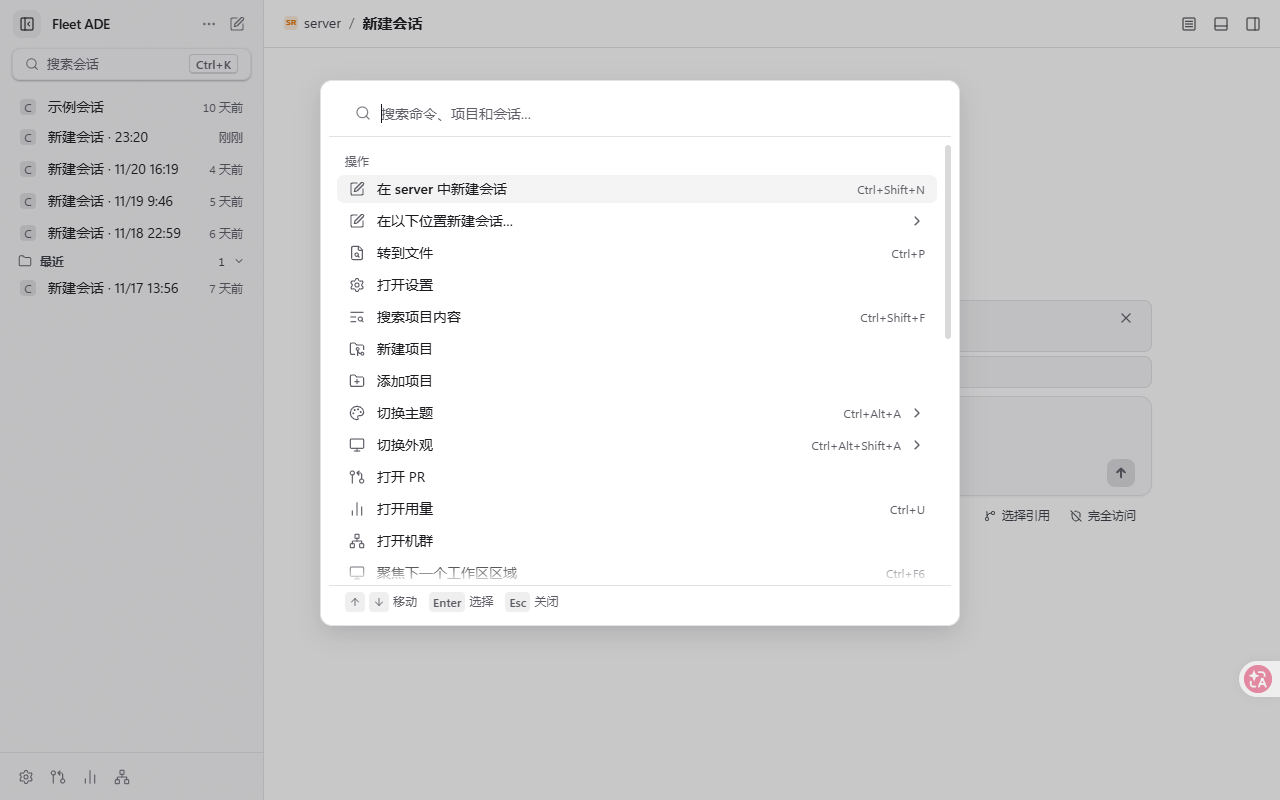 Fleet ADE
搜索会话 Ctrl+K
C 示例会话 10 天前
C 新建会话 · 23:20 刚刚
C 新建会话 · 11/20 16:19 4 天前
C 新建会话 · 11/19 9:46 5 天前
C 新建会话 · 11/18 22:59 6 天前
最近 1
C 新建会话 · 11/17 13:56 7 天前
SR server / 新建会话
搜索命令、项目和会话...
操作
在 server 中新建会话 Ctrl+Shift+N
在以下位置新建会话...
转到文件 Ctrl+P
打开设置
搜索项目内容 Ctrl+Shift+F
新建项目
添加项目
切换主题 Ctrl+Alt+A
切换外观 Ctrl+Alt+Shift+A
打开 PR
打开用量 Ctrl+U
打开机群
聚焦下一个工作区区域 Ctrl+F6
↑ ↓ 移动 Enter 选择 Esc 关闭
选择引用 完全访问